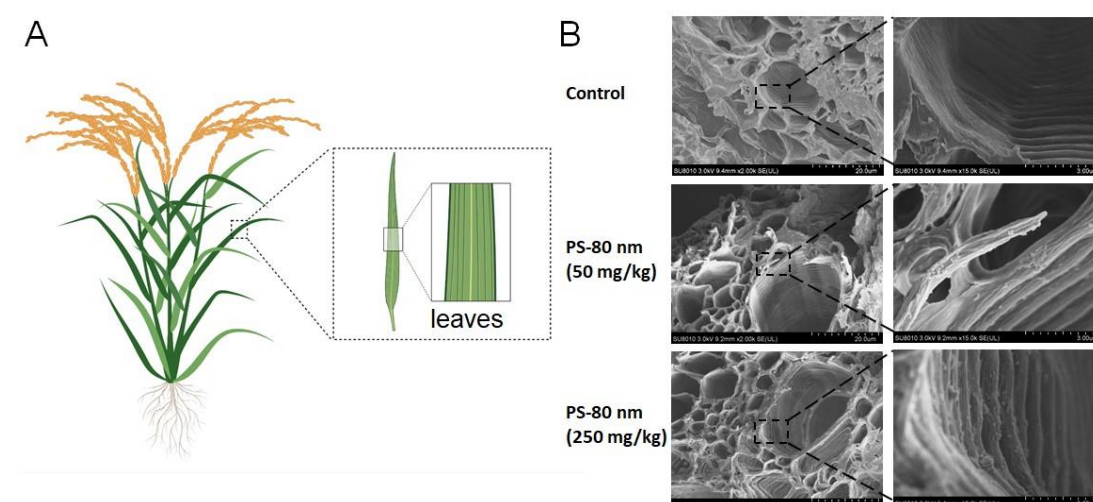 A
leaves
B
Control
SU8010 3.0kV 9.4mm x2.00k SE(UL)
20.0um
SU8010 3.0kV 9.4mm x15.0k SE(UL)
3.00u
PS-80 nm
(50 mg/kg)
SU8010 3.0kV 9.2mm x2.00k SE(UL)
20.0um
SU8010 3.0kV 9.2mm x15.0k SE(UL)
3.00u
PS-80 nm
(250 mg/kg)